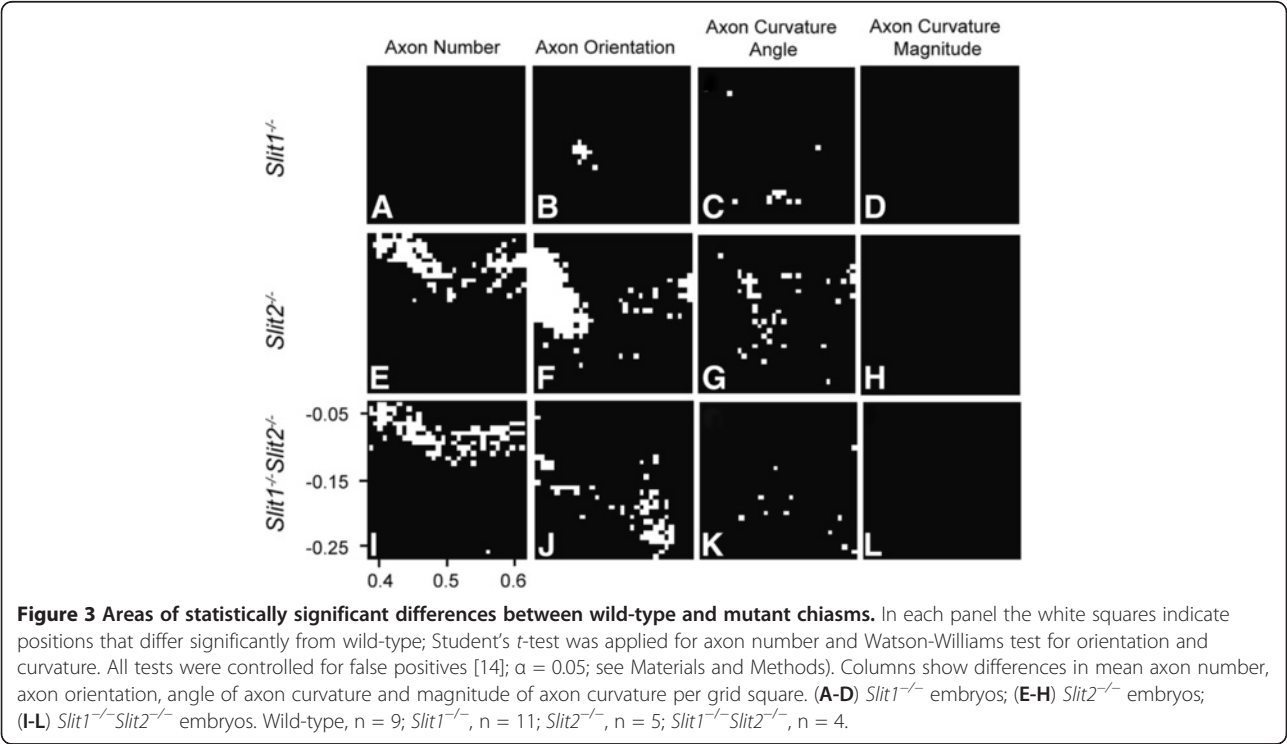 Axon Number
Axon Orientation
Axon Curvature
Angle
Axon Curvature
Magnitude
Slit1-/-
A
B
C
D
Slit2-/-
E
F
G
H
Slit1-/-Slit2-/-
-0.05
-0.15
-0.25
I
J
K
L
0.4
0.5
0.6
Figure 3 Areas of statistically significant differences between wild-type and mutant chiasms. In each panel the white squares indicate
positions that differ significantly from wild-type; Student's t-test was applied for axon number and Watson-Williams test for orientation and
curvature. All tests were controlled for false positives [14]; α = 0.05; see Materials and Methods). Columns show differences in mean axon number,
axon orientation, angle of axon curvature and magnitude of axon curvature per grid square. (A-D) Slit1−/− embryos; (E-H) Slit2−/− embryos;
(I-L) Slit1−/−Slit2−/− embryos. Wild-type, n = 9; Slit1−/−, n = 11; Slit2−/−, n = 5; Slit1−/−Slit2−/−, n = 4.